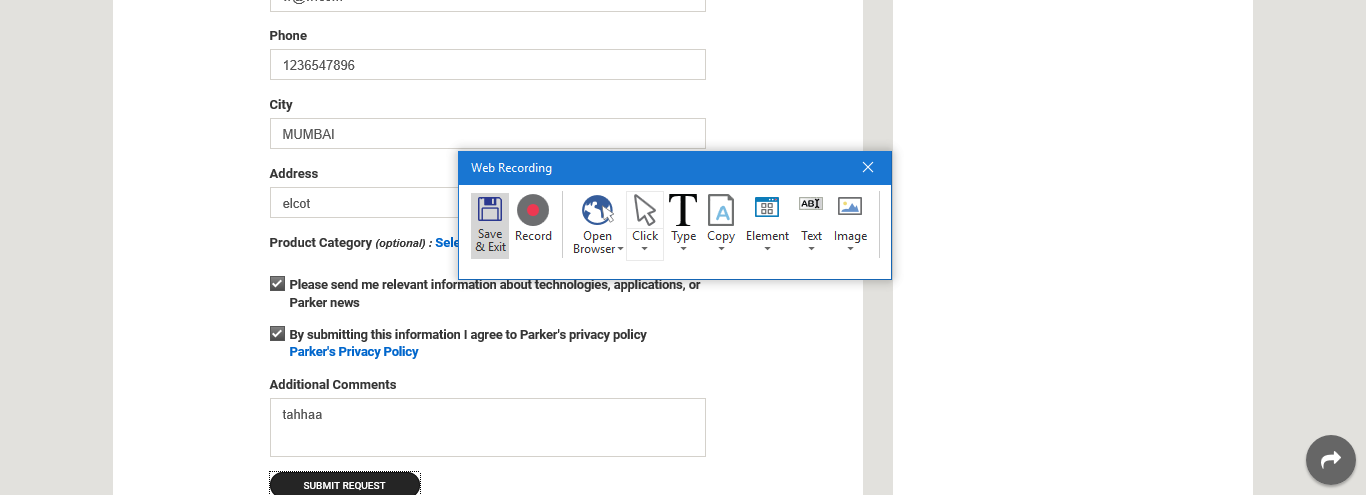 Phone
1236547896
City
MUMBAI
Address
elcot
Product Category (optional) : Sele
Please send me relevant information about technologies, applications, or
Parker news
By submitting this information I agree to Parker's privacy policy
Parker's Privacy Policy
Additional Comments
tahhaa
SUBMIT REQUEST
Web Recording
Save
& Exit
Record
Open
Browser
Click
Type
Copy
Element
Text
Image